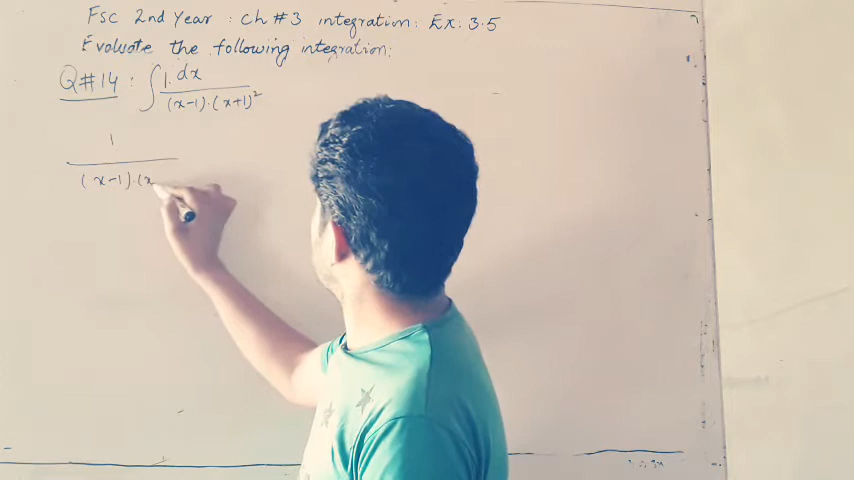 Fsc 2nd Year : Ch # 3 integration: Ex: 3.5
Evaluate the following integration:
Q#14 : ∫ 1.dx / (x-1).(x+1)²
1
(x-1).(x